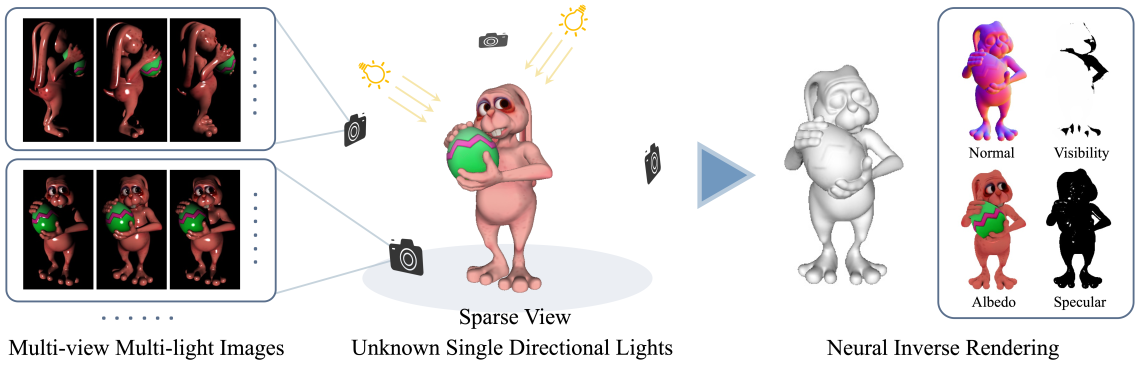 Normal
Visibility
Albedo
Specular
Sparse View
Multi-view Multi-light Images
Unknown Single Directional Lights
Neural Inverse Rendering